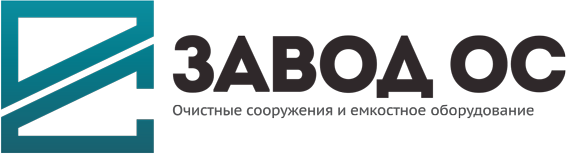 ЗАВОД ОС
Очистные сооружения и емкостное оборудование